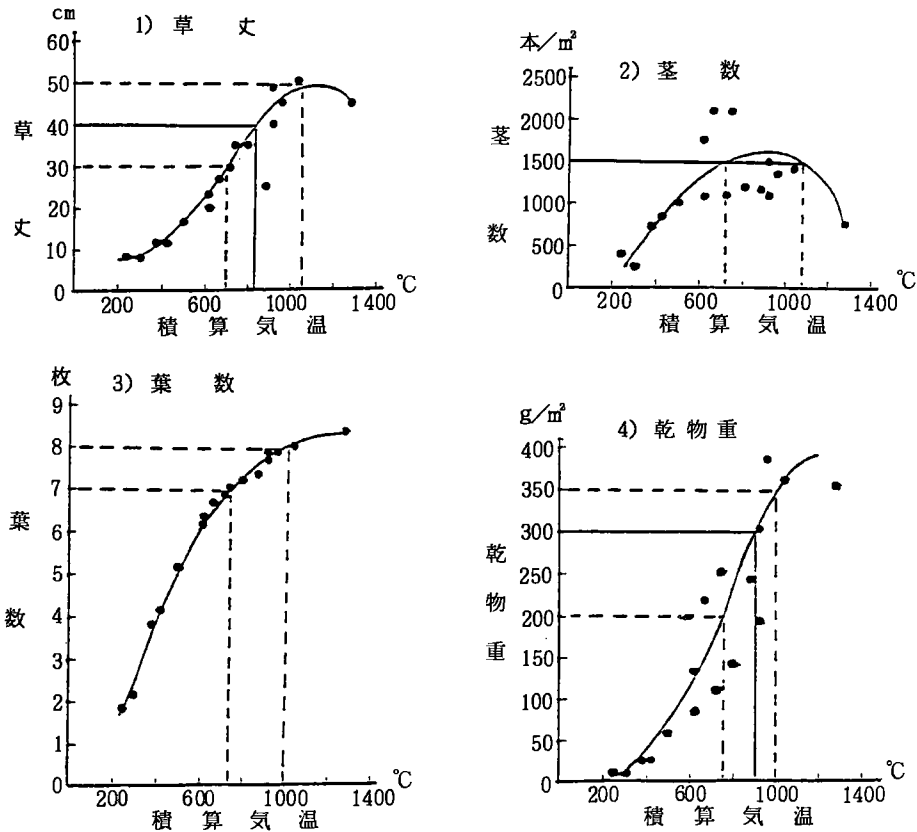 cm
1) 草 丈
60
50
40
30
20
10
0
草
丈
200 600 1000 1400
℃
積 算 気 温
本/m²
2) 茎 数
2500
2000
1500
1000
500
0
茎
数
200 600 1000 1400
℃
積 算 気 温
枚
3) 葉 数
9
8
7
6
5
4
3
2
1
0
葉
数
200 600 1000 1400
℃
積 算 気 温
g/m²
4) 乾 物 重
400
350
300
250
200
150
100
50
0
乾
物
重
200 600 1000 1400
℃
積 算 気 温